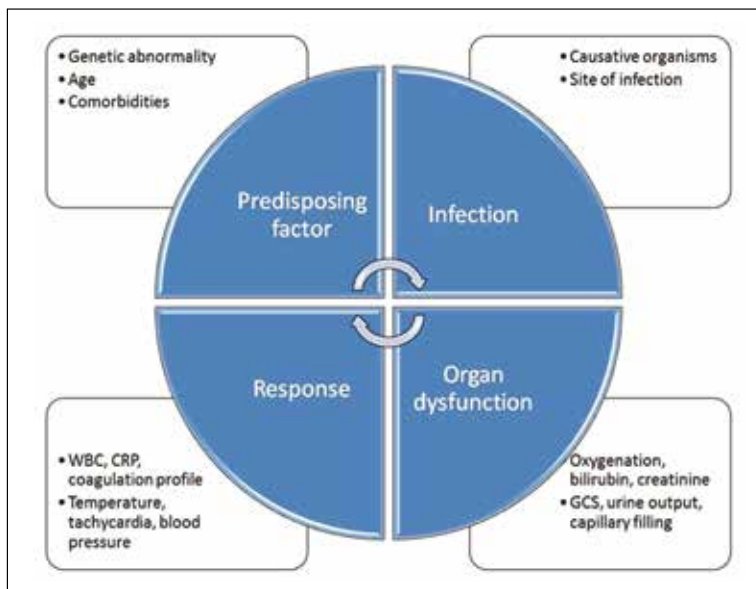 • Genetic abnormality
• Age
• Comorbidities
• Causative organisms
• Site of infection
Predisposing
factor
Infection
Response
Organ
dysfunction
• WBC, CRP,
coagulation profile
• Temperature,
tachycardia, blood
pressure
Oxygenation,
bilirubin, creatinine
• GCS, urine output,
capillary filling